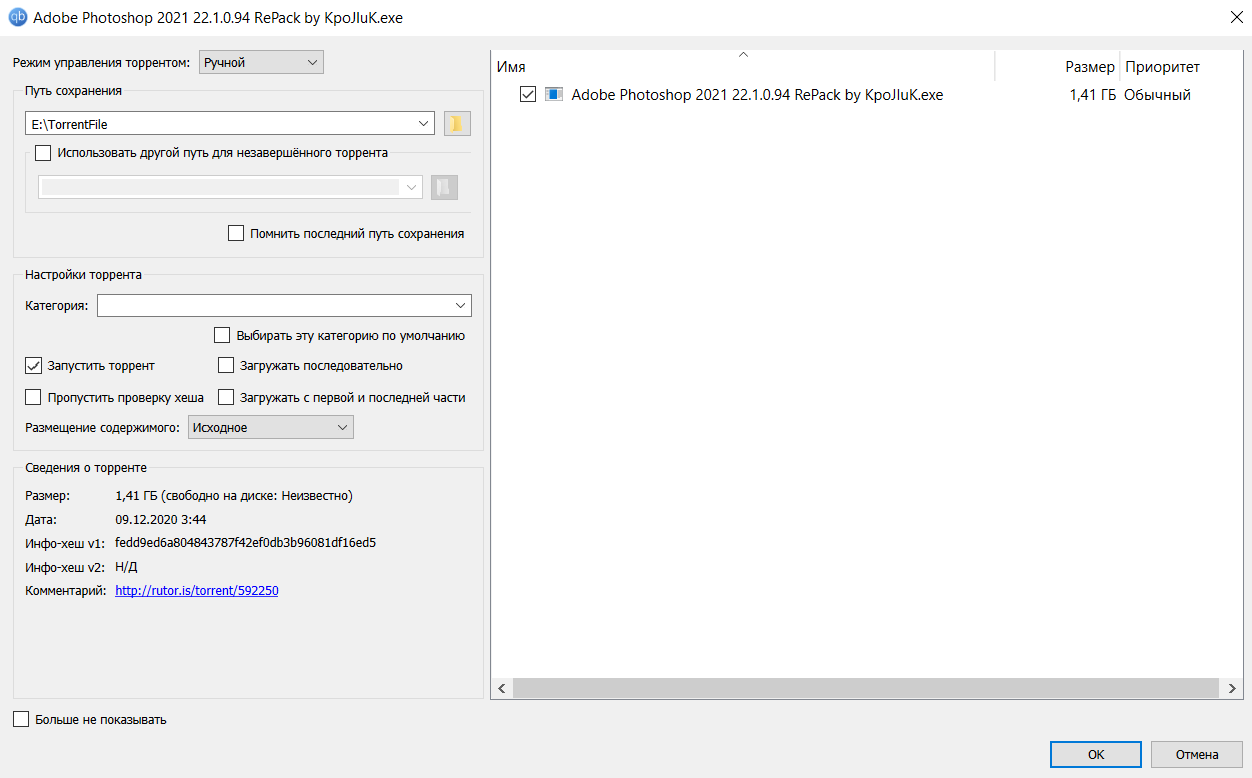 Adobe Photoshop 2021 22.1.0.94 RePack by KpoJIuK.exe
Режим управления торрентом: Ручной
Путь сохранения
E:\TorrentFile
Использовать другой путь для незавершённого торрента
Помнить последний путь сохранения
Настройки торрента
Категория:
Выбирать эту категорию по умолчанию
Запустить торрент Загружать последовательно
Пропустить проверку хеша Загружать с первой и последней части
Размещение содержимого: Исходное
Сведения о торренте
Размер: 1,41 ГБ (свободно на диске: Неизвестно)
Дата: 09.12.2020 3:44
Инфо-хеш v1: fedd9ed6a804843787f42ef0db3b96081df16ed5
Инфо-хеш v2: Н/Д
Комментарий: http://rutor.is/torrent/592250
Больше не показывать
Имя Размер Приоритет
Adobe Photoshop 2021 22.1.0.94 RePack by KpoJIuK.exe 1,41 ГБ Обычный
OK Отмена